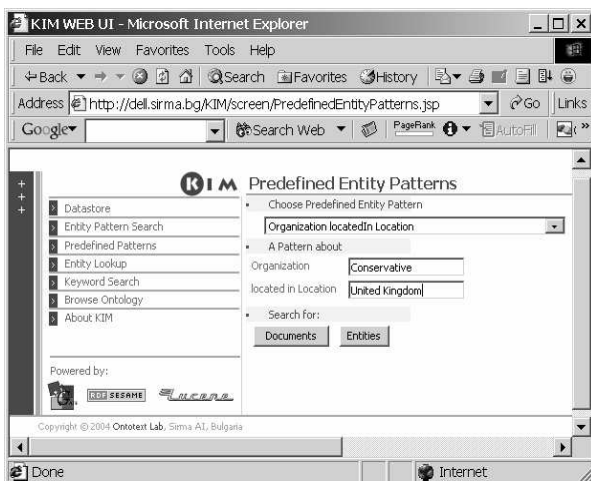 KIM WEB UI - Microsoft Internet Explorer
File Edit View Favorites Tools Help
Back Search Favorites History
Address http://dell.sirma.bg/KIM/screen/PredefinedEntityPatterns.jsp Go Links
Google Search Web PageRank AutoFill
KIM Predefined Entity Patterns
Choose Predefined Entity Pattern
Organization locatedIn Location
A Pattern about
Organization Conservative
located in Location United Kingdom
Search for:
Documents Entities
Datastore
Entity Pattern Search
Predefined Patterns
Entity Lookup
Keyword Search
Browse Ontology
About KIM
Powered by:
RDF SESAME Lucene
Copyright © 2004 Ontotext Lab, Sirma AI, Bulgaria
Done Internet